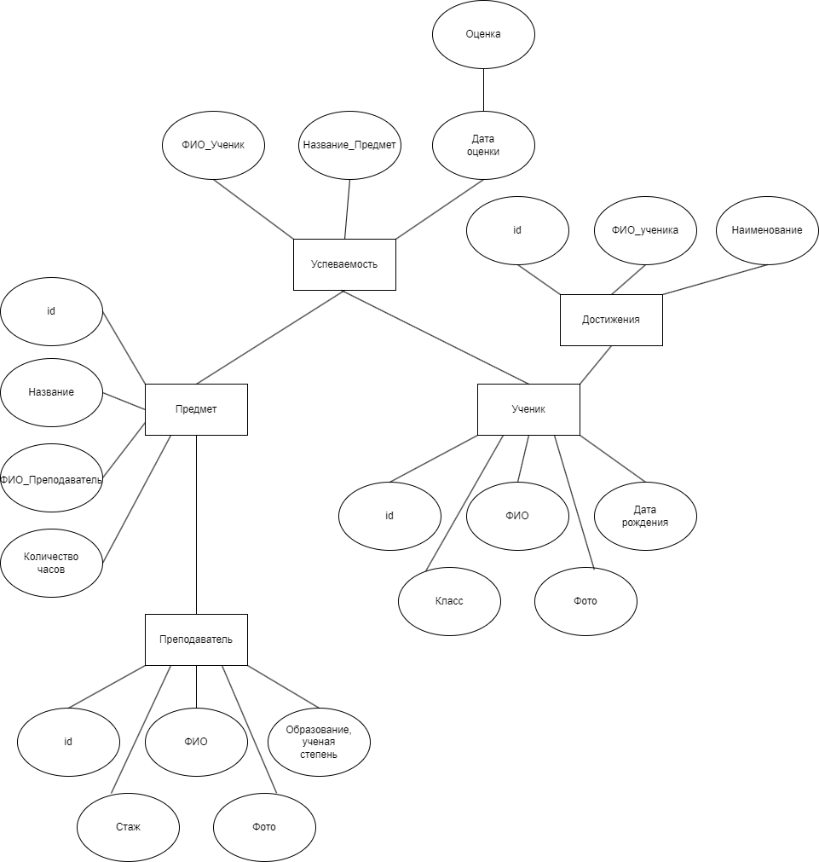 Оценка
ФИО_Ученик
Название_Предмет
Дата
оценки
id
ФИО_ученика
Наименование
Успеваемость
Достижения
id
Название
Предмет
Ученик
ФИО_Преподаватель
id
ФИО
Дата
рождения
Количество
часов
Класс
Фото
Преподаватель
id
ФИО
Образование,
ученая
степень
Стаж
Фото